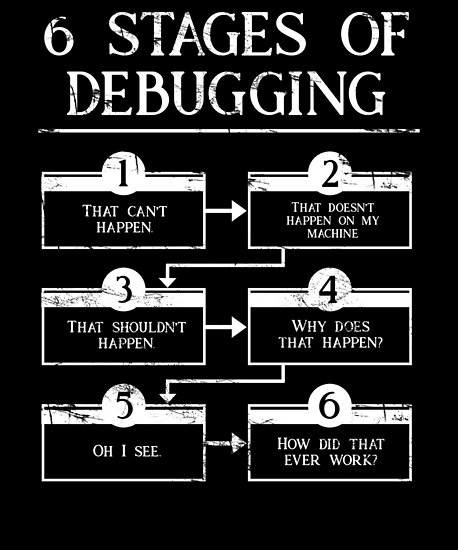 6 STAGES OF
DEBUGGING
1
THAT CAN'T
HAPPEN.
2
THAT DOESN'T
HAPPEN ON MY
MACHINE
3
THAT SHOULDN'T
HAPPEN.
4
WHY DOES
THAT HAPPEN?
5
OH I SEE.
6
HOW DID THAT
EVER WORK?